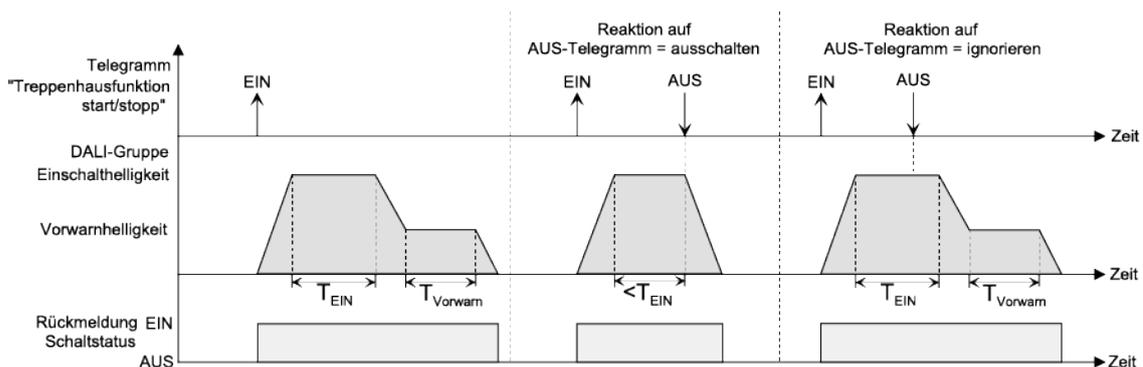 Reaktion auf
AUS-Telegramm = ausschalten
Reaktion auf
AUS-Telegramm = ignorieren
Telegramm
"Treppenhausfunktion
start/stopp"
EIN
EIN
AUS
EIN
AUS
Zeit
DALI-Gruppe
Einschalthelligkeit
Vorwarnhelligkeit
Zeit
TEIN
TVorwarn
<TEIN
TEIN
TVorwarn
Rückmeldung EIN
Schaltstatus
AUS
Zeit